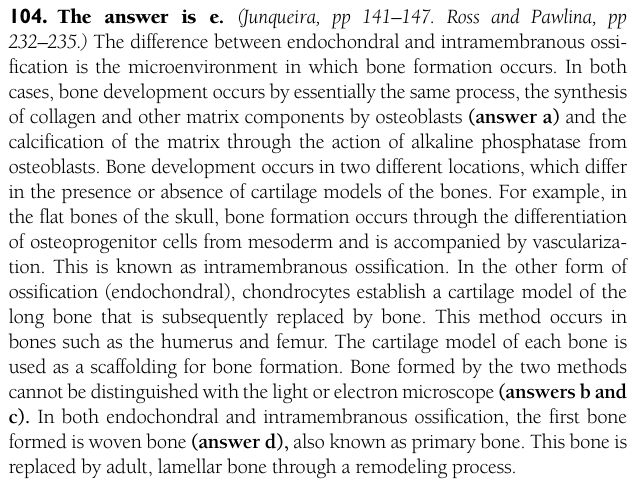 104. The answer is e. (Junqueira, pp 141–147. Ross and Pawlina, pp
232–235.) The difference between endochondral and intramembranous ossi-
fication is the microenvironment in which bone formation occurs. In both
cases, bone development occurs by essentially the same process, the synthesis
of collagen and other matrix components by osteoblasts (answer a) and the
calcification of the matrix through the action of alkaline phosphatase from
osteoblasts. Bone development occurs in two different locations, which differ
in the presence or absence of cartilage models of the bones. For example, in
the flat bones of the skull, bone formation occurs through the differentiation
of osteoprogenitor cells from mesoderm and is accompanied by vasculariza-
tion. This is known as intramembranous ossification. In the other form of
ossification (endochondral), chondrocytes establish a cartilage model of the
long bone that is subsequently replaced by bone. This method occurs in
bones such as the humerus and femur. The cartilage model of each bone is
used as a scaffolding for bone formation. Bone formed by the two methods
cannot be distinguished with the light or electron microscope (answers b and
c). In both endochondral and intramembranous ossification, the first bone
formed is woven bone (answer d), also known as primary bone. This bone is
replaced by adult, lamellar bone through a remodeling process.